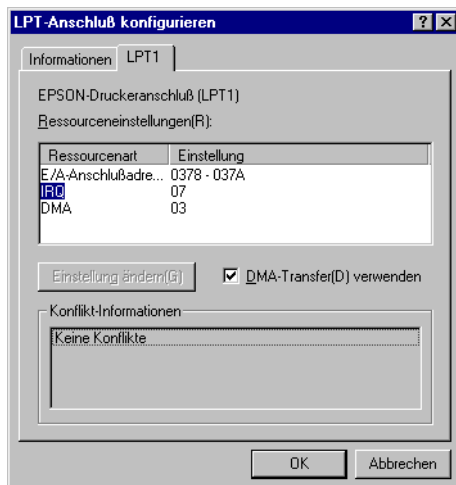 LPT-Anschluß konfigurieren
Informationen LPT1
EPSON-Druckeranschluß (LPT1)
Ressourceneinstellungen(R):
Ressourcenart Einstellung
E/A-Anschlußadre... 0378 - 037A
IRQ 07
DMA 03
Einstellung ändern(G) DMA-Transfer(D) verwenden
Konflikt-Informationen
Keine Konflikte
OK Abbrechen